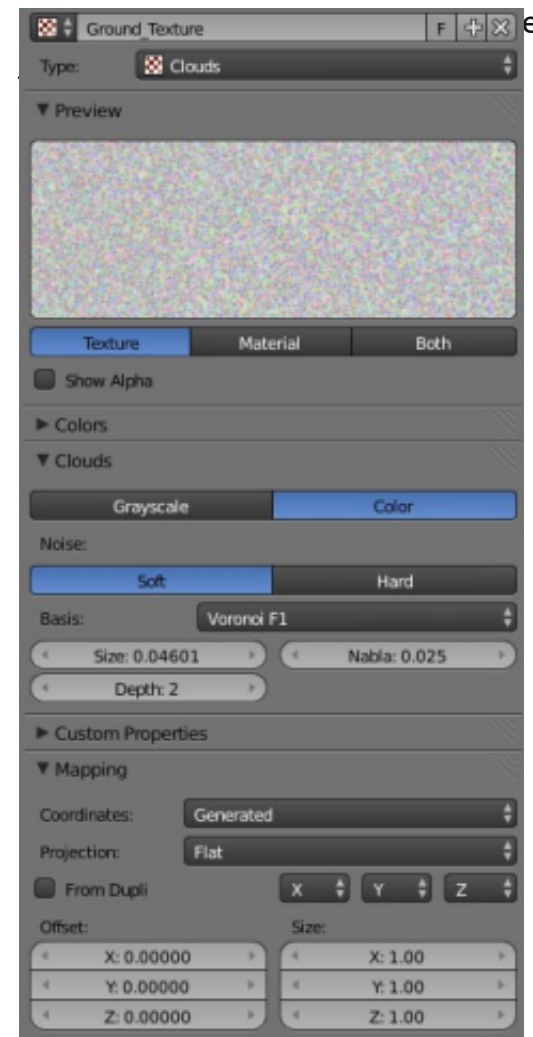 Ground_Texture F e
Type: Clouds
Preview
Texture Material Both
Show Alpha
Colors
Clouds
Grayscale Color
Noise:
Soft Hard
Basis: Voronoi F1
Size: 0.04601 Nabla: 0.025
Depth: 2
Custom Properties
Mapping
Coordinates: Generated
Projection: Flat
From Dupli X Y Z
Offset: Size:
X: 0.00000 X: 1.00
Y: 0.00000 Y: 1.00
Z: 0.00000 Z: 1.00